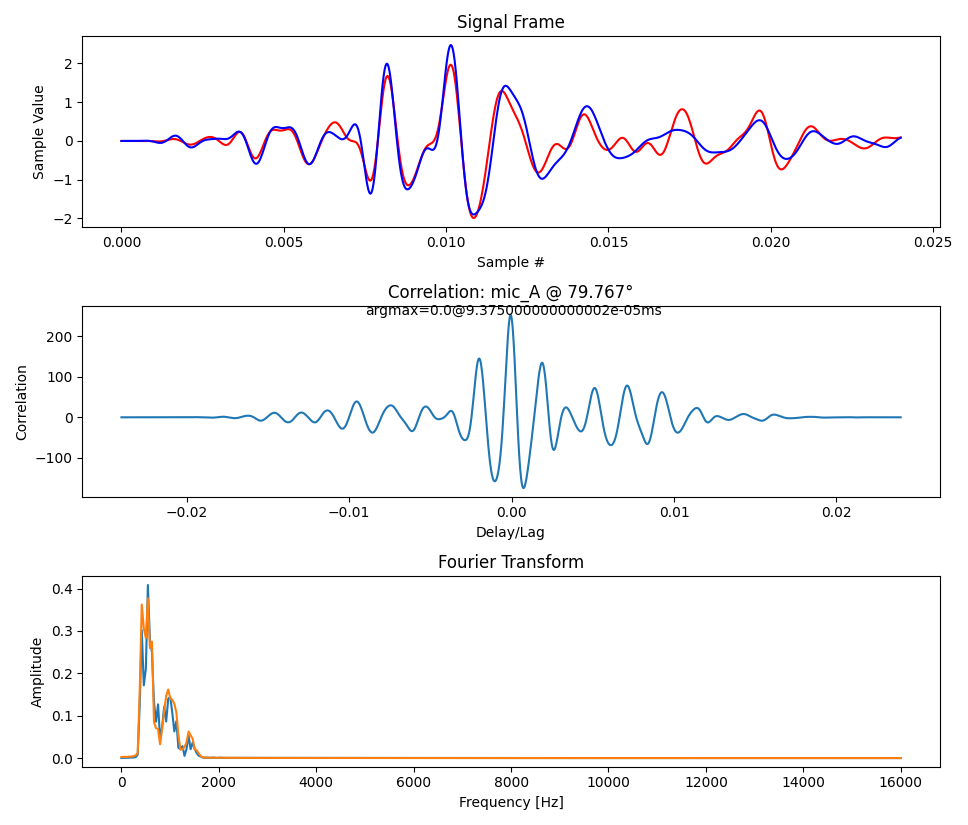 Signal Frame
Sample Value
2
1
0
−1
−2
0.000 0.005 0.010 0.015 0.020 0.025
Sample #
Correlation: mic_A @ 79.767°
argmax=0.0@9.375000000000002e-05ms
Correlation
200
100
0
−100
−0.02 −0.01 0.00 0.01 0.02
Delay/Lag
Fourier Transform
Amplitude
0.4
0.3
0.2
0.1
0.0
0 2000 4000 6000 8000 10000 12000 14000 16000
Frequency [Hz]